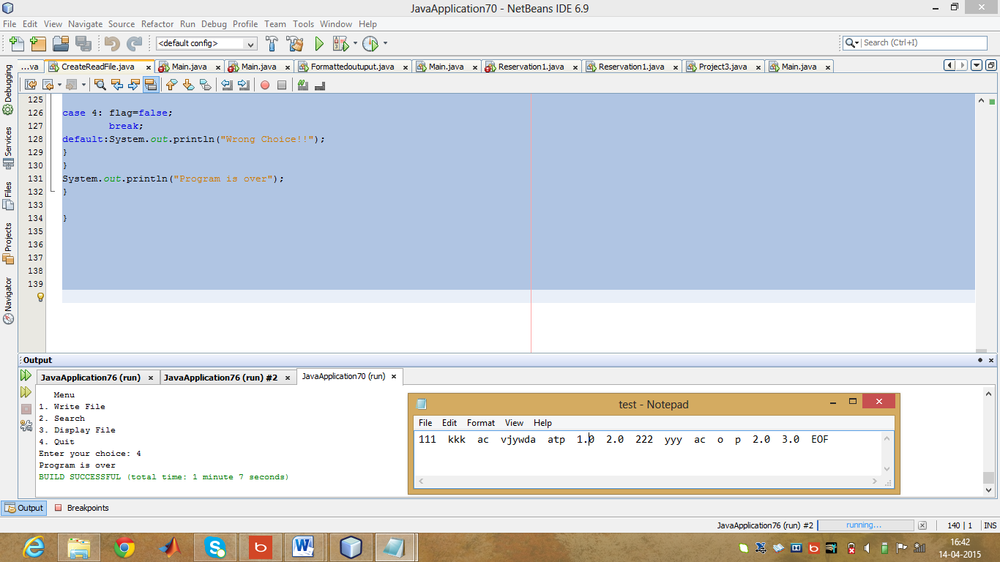 JavaApplication70 - NetBeans IDE 6.9
File Edit View Navigate Source Refactor Run Debug Profile Team Tools Window Help
<default config>
Search (Ctrl+I)
...va CreateReadFile.java Main.java Main.java Formattedoutuput.java Main.java Reservation1.java Reservation1.java Project3.java Main.java
Debugging
Services
Files
Projects
Navigator
125
126 case 4: flag=false;
127 break;
128 default:System.out.println("Wrong Choice!!");
129 }
130 }
131 System.out.println("Program is over");
132 }
133
134 }
135
136
137
138
139
Output
JavaApplication76 (run) JavaApplication76 (run) #2 JavaApplication70 (run)
Menu
1. Write File
2. Search
3. Display File
4. Quit
Enter your choice: 4
Program is over
BUILD SUCCESSFUL (total time: 1 minute 7 seconds)
test - Notepad
File Edit Format View Help
111 kkk ac vjywda atp 1.0 2.0 222 yyy ac o p 2.0 3.0 EOF
Output Breakpoints
JavaApplication76 (run) #2 running... 140 | 1 INS
16:42
14-04-2015